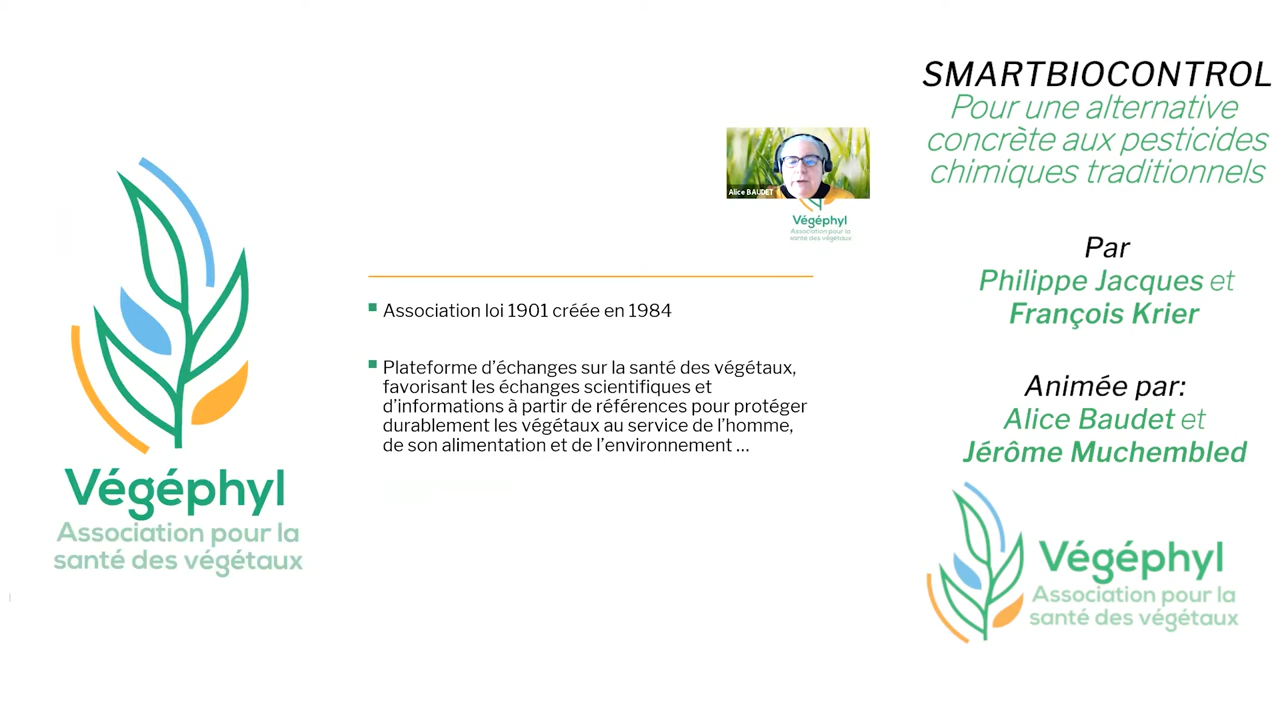 Végéphyl
Association pour la
santé des végétaux
Alice BAUDET
Végéphyl
Association pour la
santé des végétaux
Association loi 1901 créée en 1984
Plateforme d’échanges sur la santé des végétaux,
favorisant les échanges scientifiques et
d’informations à partir de références pour protéger
durablement les végétaux au service de l’homme,
de son alimentation et de l’environnement ...
SMARTBIOCONTROL
Pour une alternative
concrète aux pesticides
chimiques traditionnels
Par
Philippe Jacques et
François Krier
Animée par:
Alice Baudet et
Jérôme Muchembled
Végéphyl
Association pour la
santé des végétaux